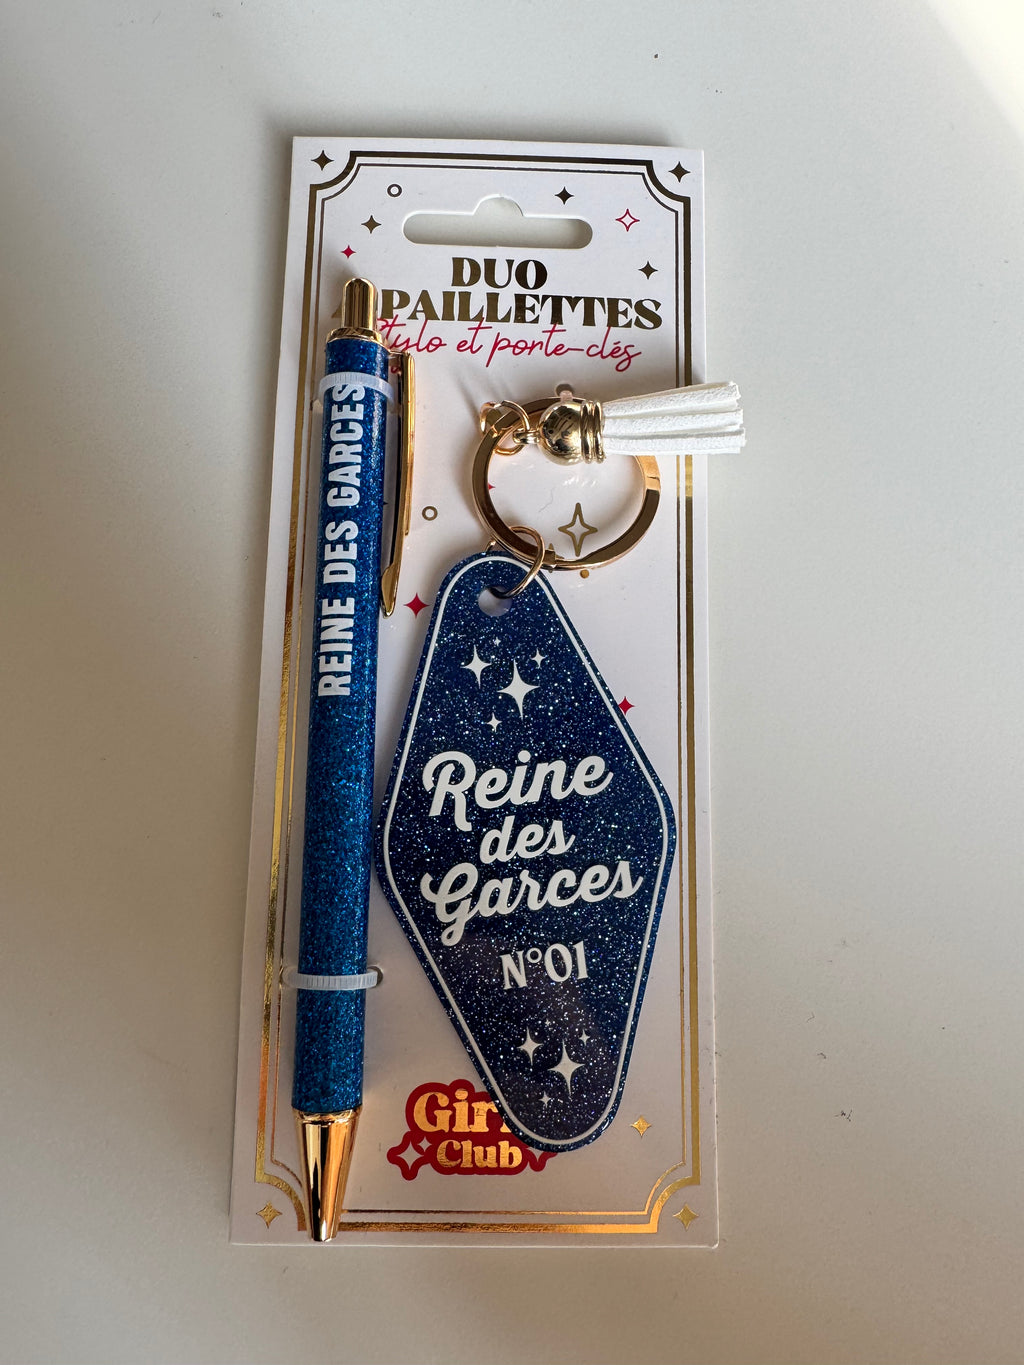 DUO
PAILLETTES
Stylo et porte-clés
REINE DES GARCES
Reine
des
Garces
N°01
Club